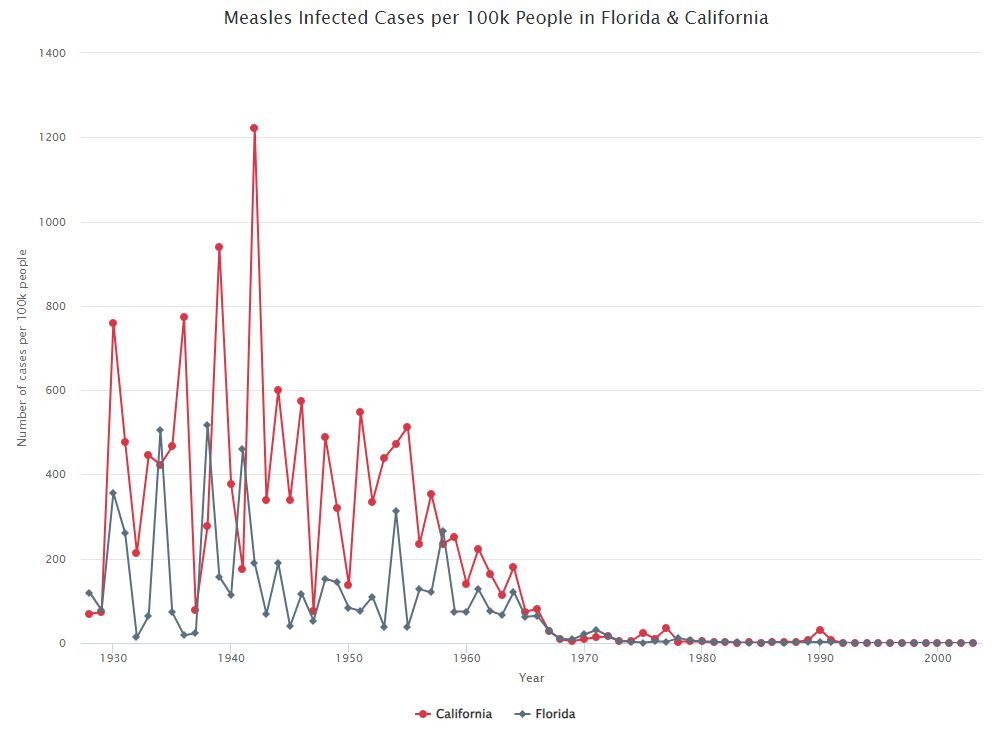 Measles Infected Cases per 100k People in Florida & California
1400
1200
1000
800
600
400
200
0
Number of cases per 100k people
1930 1940 1950 1960 1970 1980 1990 2000
Year
California Florida